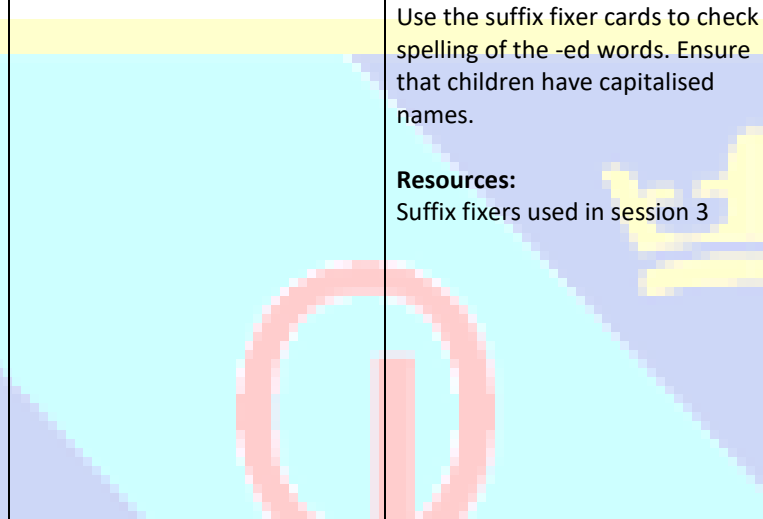 Use the suffix fixer cards to check
spelling of the -ed words. Ensure
that children have capitalised
names.
Resources:
Suffix fixers used in session 3